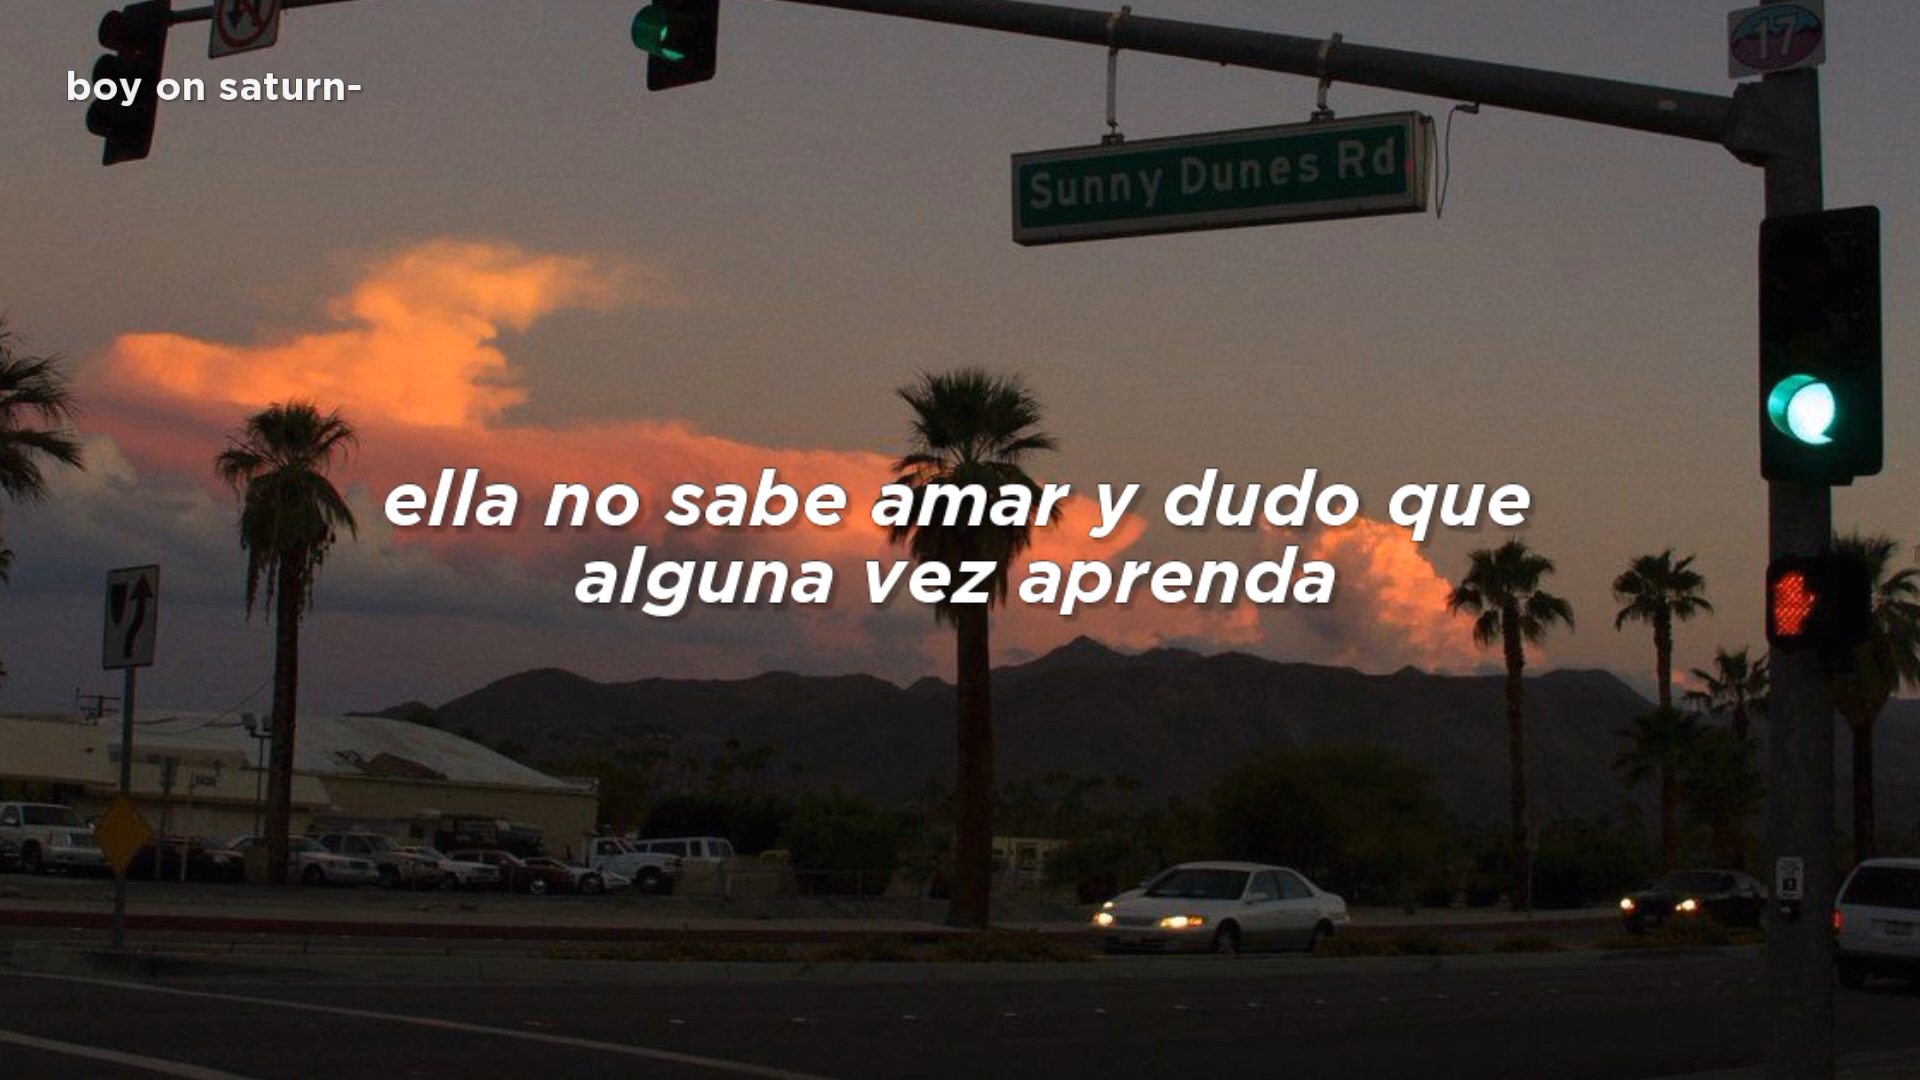 boy on saturn-
17
Sunny Dunes Rd
ella no sabe amar y dudo que
alguna vez aprenda